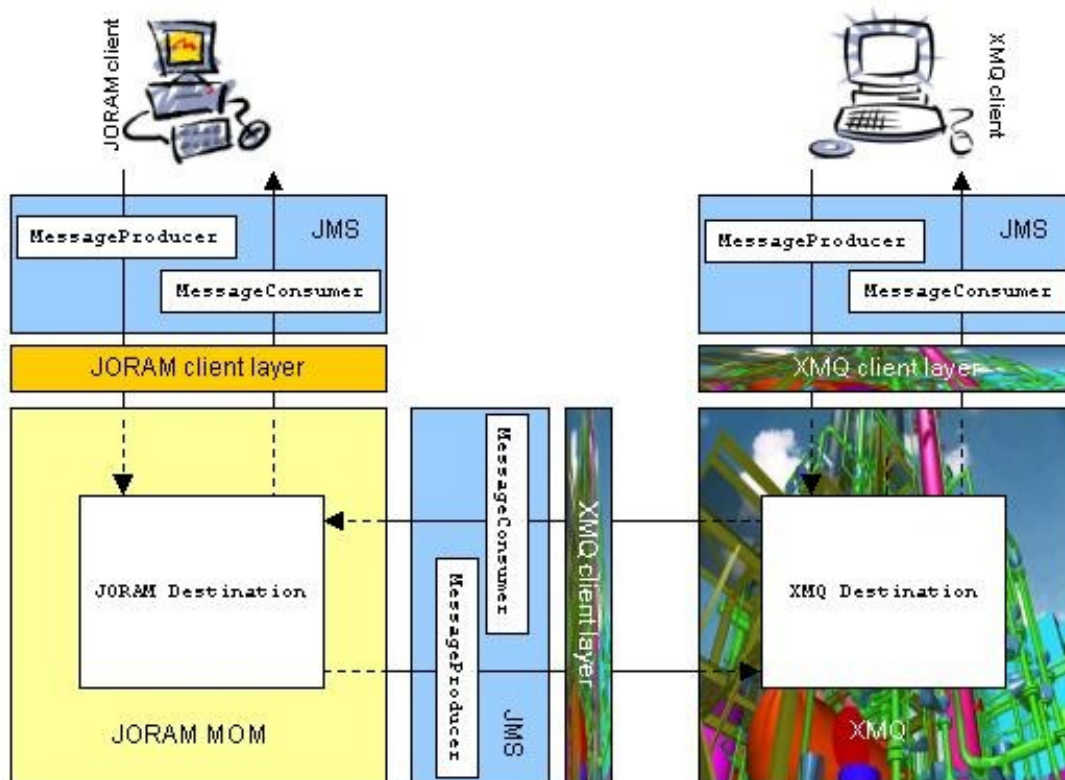 JORAM client
XMQ client
MessageProducer
JMS
MessageConsumer
MessageProducer
JMS
MessageConsumer
JORAM client layer
XMQ client layer
MessageConsumer
MessageProducer
JMS
XMQ client layer
JORAM Destination
JORAM MOM
XMQ Destination
XMQ